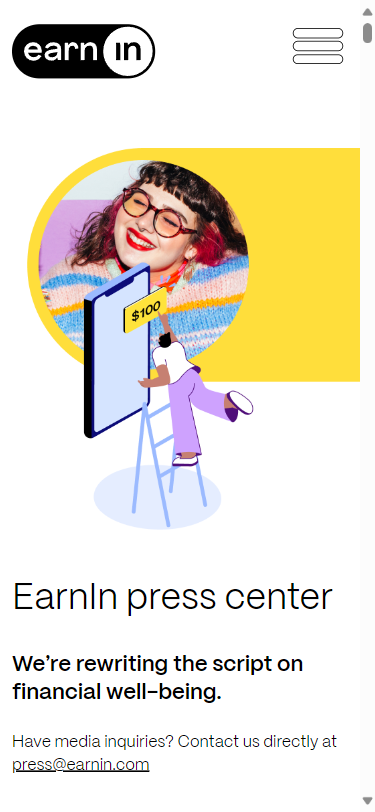 earn in
$100
EarnIn press center
We're rewriting the script on
financial well-being.
Have media inquiries? Contact us directly at
press@earnin.com